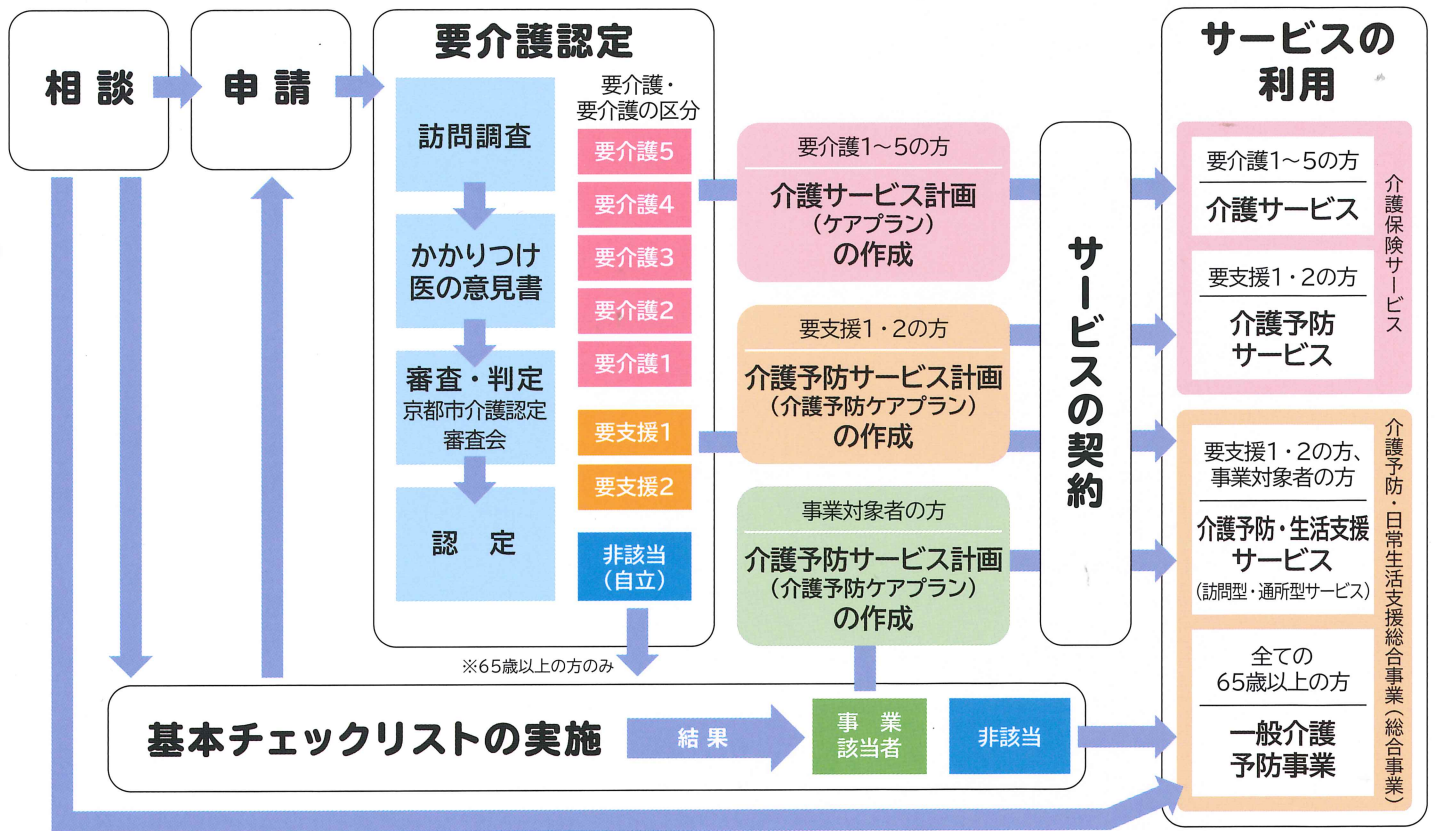 相談
申請
要介護認定
訪問調査
かかりつけ
医の意見書
審査・判定
京都市介護認定
審査会
認　定
要介護・
要介護の区分
要介護5
要介護4
要介護3
要介護2
要介護1
要支援1
要支援2
非該当
（自立）
要介護1～5の方
介護サービス計画
（ケアプラン）
の作成
要支援1・2の方
介護予防サービス計画
（介護予防ケアプラン）
の作成
事業対象者の方
介護予防サービス計画
（介護予防ケアプラン）
の作成
サービスの契約
サービスの
利用
要介護1～5の方
介護サービス
要支援1・2の方
介護予防
サービス
介護保険サービス
要支援1・2の方、
事業対象者の方
介護予防・生活支援
サービス
（訪問型・通所型サービス）
全ての
65歳以上の方
一般介護
予防事業
介護予防・日常生活支援総合事業（総合事業）
※65歳以上の方のみ
基本チェックリストの実施
結果
事　業
該当者
非該当